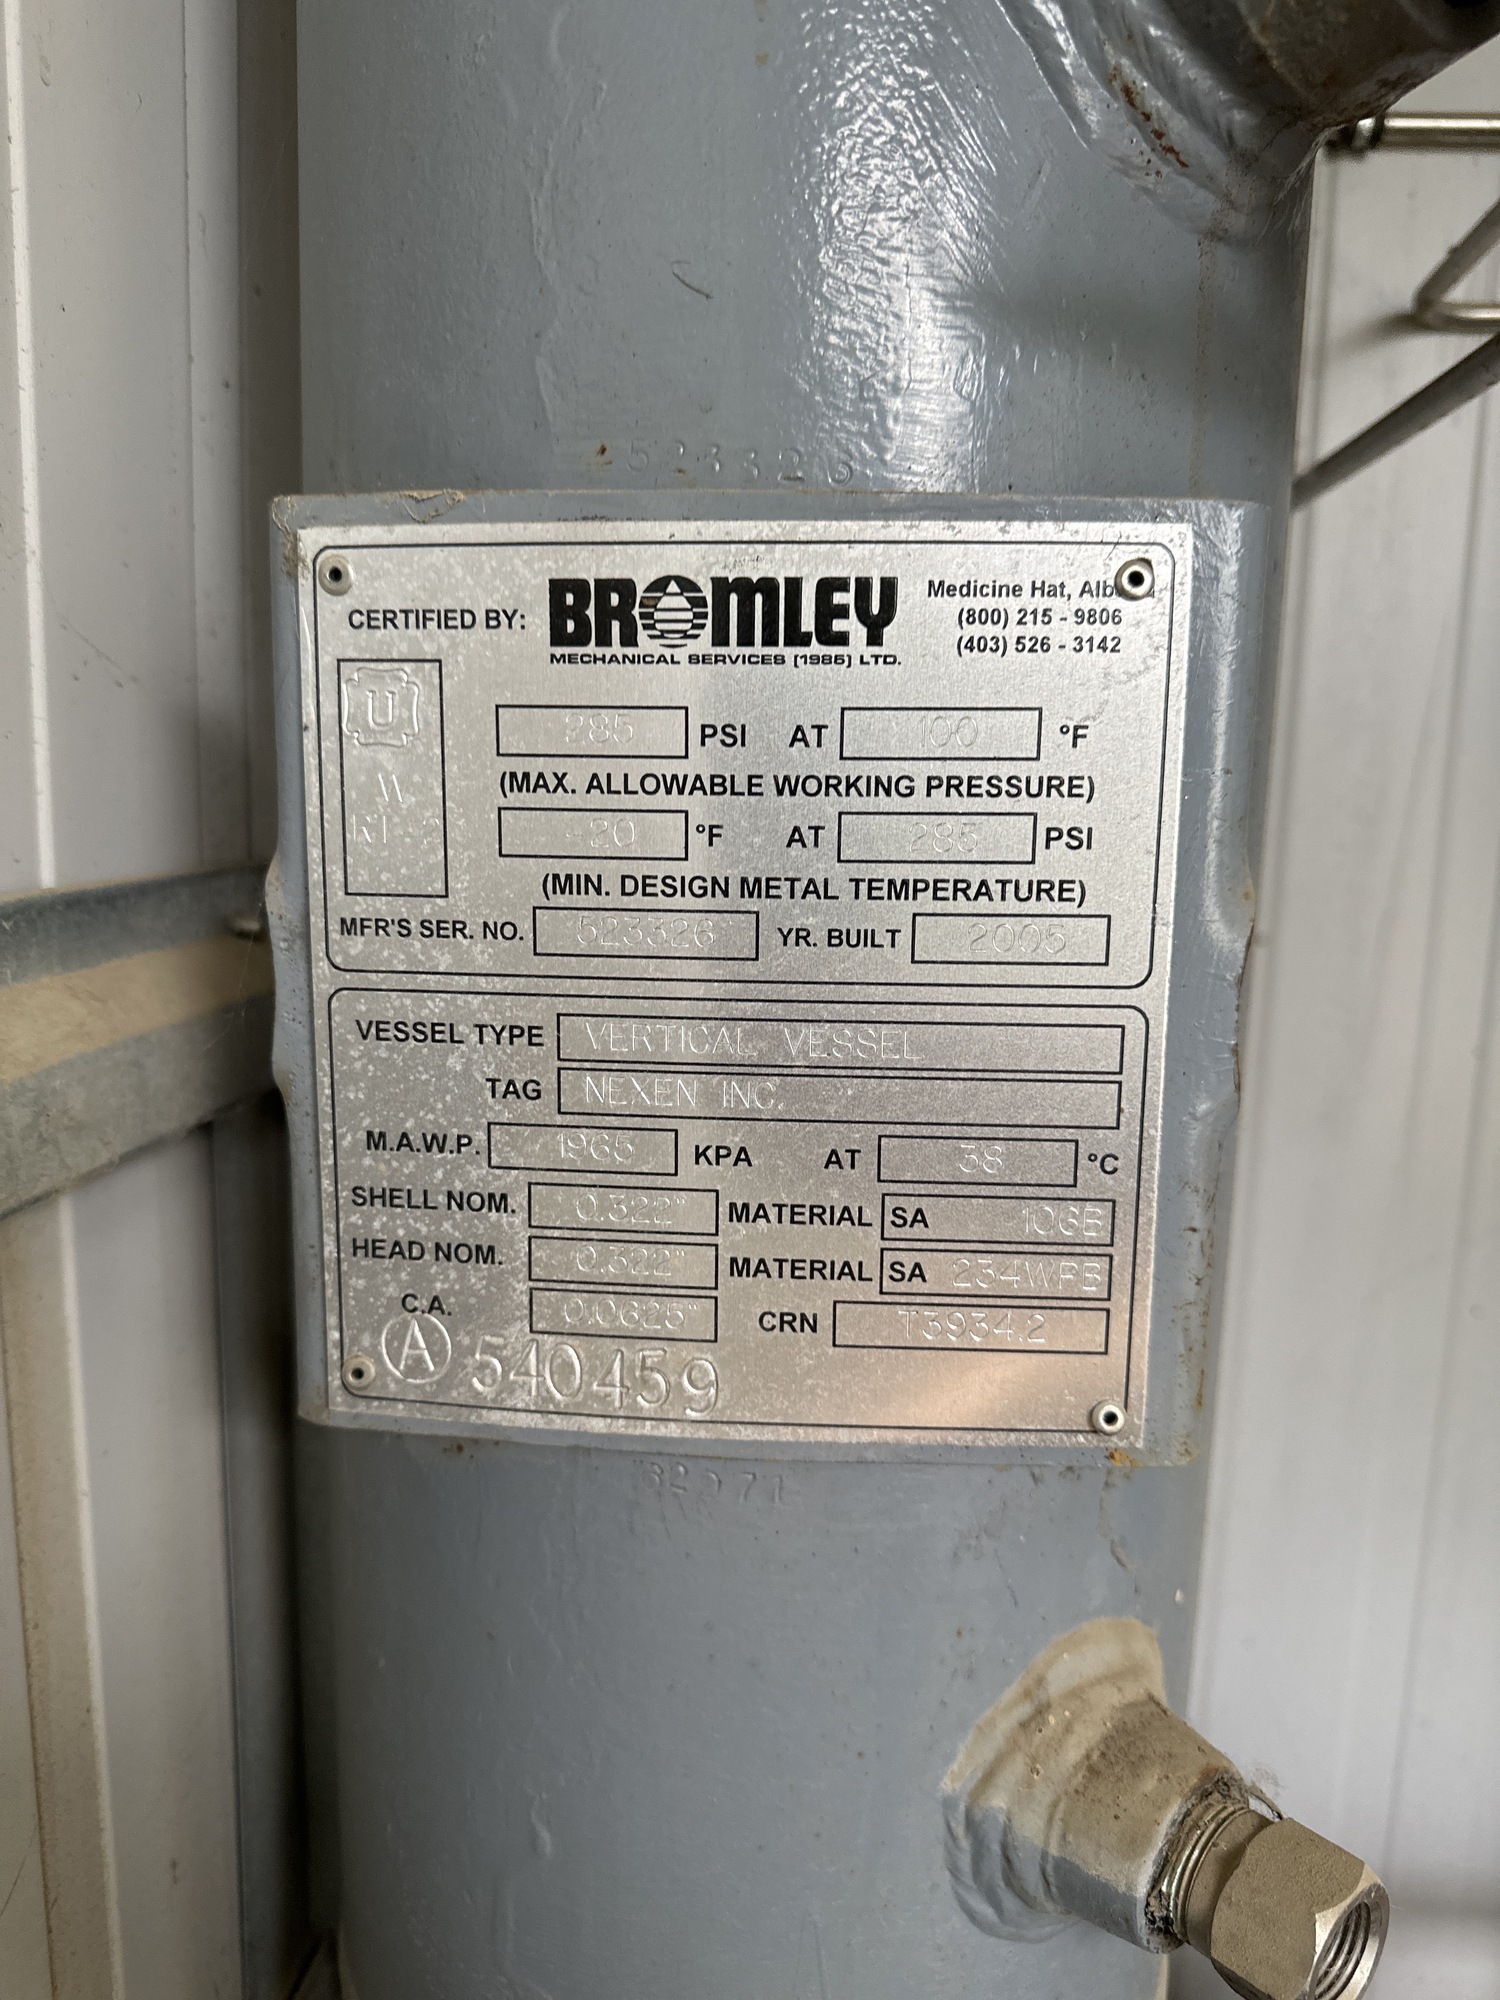 523326
CERTIFIED BY: BROMLEY
MECHANICAL SERVICES (1985) LTD.
Medicine Hat,
(800) 215 - 9806
(403) 526 - 3142
U
W
RT-2
285 PSI AT 100 °F
(MAX. ALLOWABLE WORKING PRESSURE)
-20 °F AT 285 PSI
(MIN. DESIGN METAL TEMPERATURE)
MFR'S SER. NO. 523326 YR. BUILT 2005
VESSEL TYPE VERTICAL VESSEL
TAG NEXEN INC.
M.A.W.P. 1965 KPA AT 38 °C
SHELL NOM. 0.322" MATERIAL SA 106B
HEAD NOM. 0.322" MATERIAL SA 234WPB
C.A. 0.0625" CRN T3934.2
A 540459